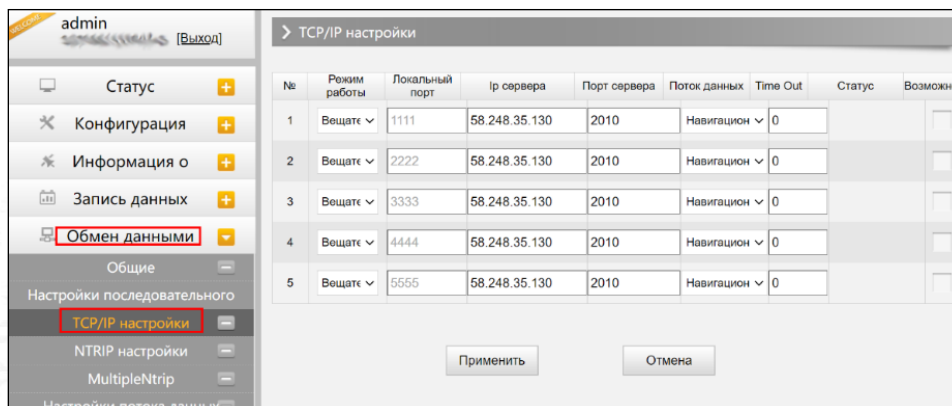 WELCOME
admin
[Выход]
TCP/IP настройки
Статус
Конфигурация
Информация о
Запись данных
Обмен данными
Общие
Настройки последовательного
TCP/IP настройки
NTRIP настройки
MultipleNtrip
Настройки потока данных
№ Режим работы Локальный порт Ip сервера Порт сервера Поток данных Time Out Статус Возможн
1 Вещате 1111 58.248.35.130 2010 Навигацион 0
2 Вещате 2222 58.248.35.130 2010 Навигацион 0
3 Вещате 3333 58.248.35.130 2010 Навигацион 0
4 Вещате 4444 58.248.35.130 2010 Навигацион 0
5 Вещате 5555 58.248.35.130 2010 Навигацион 0
Применить Отмена